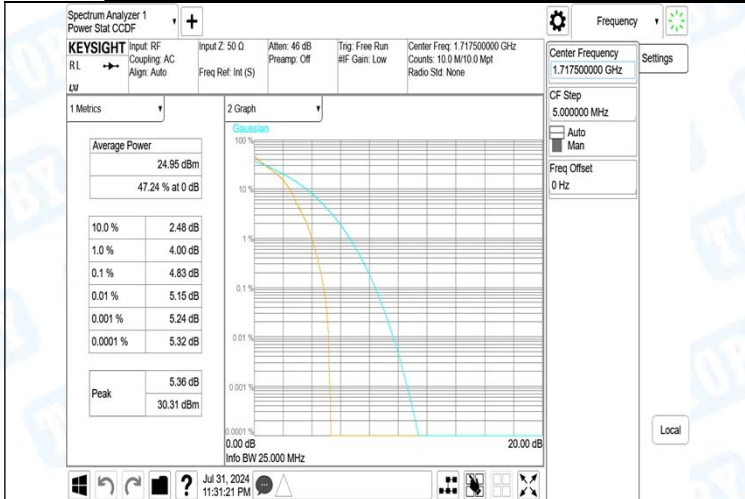 Spectrum Analyzer 1
Power Stat CCDF
Frequency
KEYSIGHT
RL
LXI
Input: RF
Coupling: AC
Align: Auto
Input Z: 50 Ω
Freq Ref: Int (S)
Atten: 46 dB
Preamp: Off
Trig: Free Run
#IF Gain: Low
Center Freq: 1.717500000 GHz
Counts: 10.0 M/10.0 Mpt
Radio Std: None
Center Frequency
1.717500000 GHz
Settings
CF Step
5.000000 MHz
Auto
Man
Freq Offset
0 Hz
Local
1 Metrics
Average Power
24.95 dBm
47.24 % at 0 dB
10.0 % 2.48 dB
1.0 % 4.00 dB
0.1 % 4.83 dB
0.01 % 5.15 dB
0.001 % 5.24 dB
0.0001 % 5.32 dB
Peak 5.36 dB
30.31 dBm
2 Graph
Gaussian
100 %
10 %
1 %
0.1 %
0.01 %
0.001 %
0.0001 %
0.00 dB 20.00 dB
Info BW 25.000 MHz
?
Jul 31, 2024
11:31:21 PM